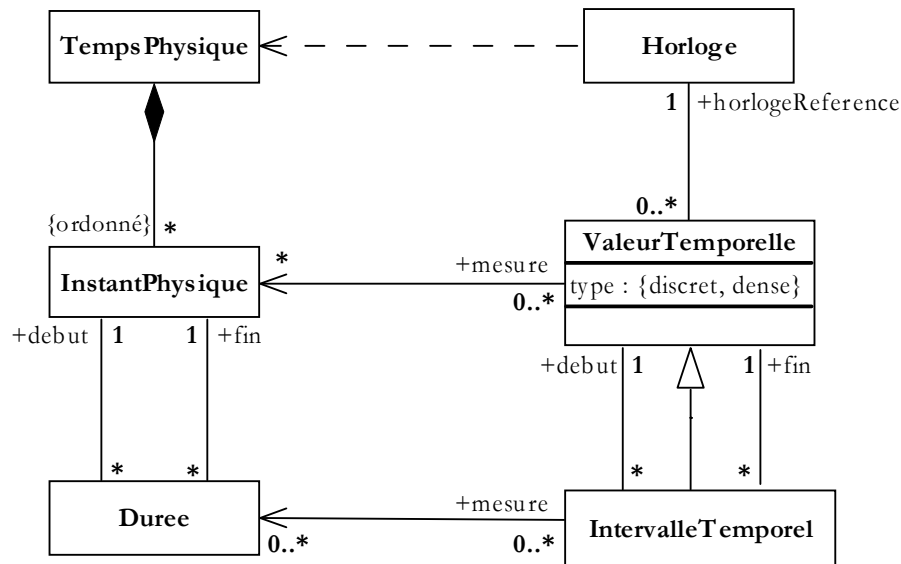 TempsPhysique
Horloge
1 +horlogeReference
{ordonné} *
0..*
ValeurTemporelle
type : {discret, dense}
InstantPhysique
*
+mesure
0..*
+debut 1 1 +fin
+debut 1 1 +fin
* *
* *
Duree
0..*
+mesure
0..*
IntervalleTemporel